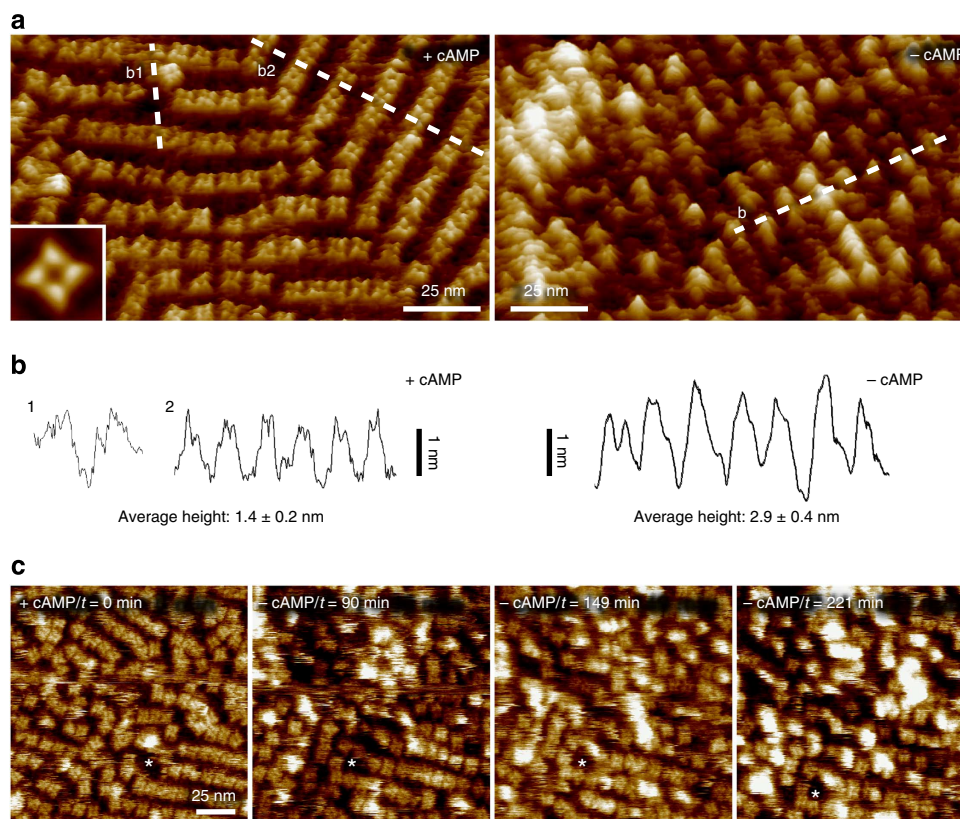 a
+ cAMP
b1
b2
25 nm
– cAMP
b
25 nm
b
+ cAMP
1
2
1 nm
Average height: 1.4 ± 0.2 nm
– cAMP
1 nm
Average height: 2.9 ± 0.4 nm
c
+ cAMP/t = 0 min
*
25 nm
– cAMP/t = 90 min
*
– cAMP/t = 149 min
*
– cAMP/t = 221 min
*